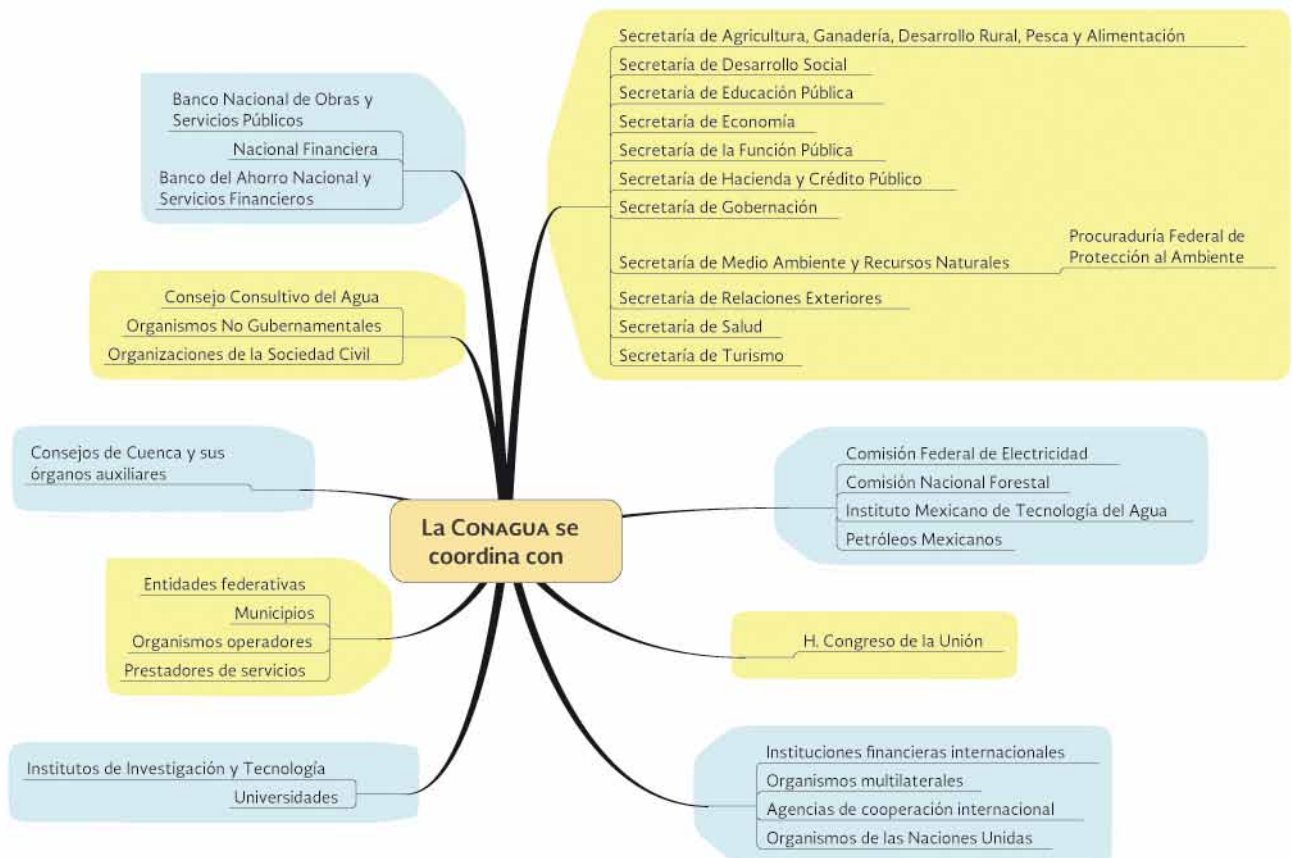 Secretaría de Agricultura, Ganadería, Desarrollo Rural, Pesca y Alimentación
Secretaría de Desarrollo Social
Secretaría de Educación Pública
Secretaría de Economía
Secretaría de la Función Pública
Secretaría de Hacienda y Crédito Público
Secretaría de Gobernación
Secretaría de Medio Ambiente y Recursos Naturales
Procuraduría Federal de
Protección al Ambiente
Secretaría de Relaciones Exteriores
Secretaría de Salud
Secretaría de Turismo
Banco Nacional de Obras y
Servicios Públicos
Nacional Financiera
Banco del Ahorro Nacional y
Servicios Financieros
Consejo Consultivo del Agua
Organismos No Gubernamentales
Organizaciones de la Sociedad Civil
Consejos de Cuenca y sus
órganos auxiliares
La CONAGUA se
coordina con
Comisión Federal de Electricidad
Comisión Nacional Forestal
Instituto Mexicano de Tecnología del Agua
Petróleos Mexicanos
Entidades federativas
Municipios
Organismos operadores
Prestadores de servicios
H. Congreso de la Unión
Institutos de Investigación y Tecnología
Universidades
Instituciones financieras internacionales
Organismos multilaterales
Agencias de cooperación internacional
Organismos de las Naciones Unidas